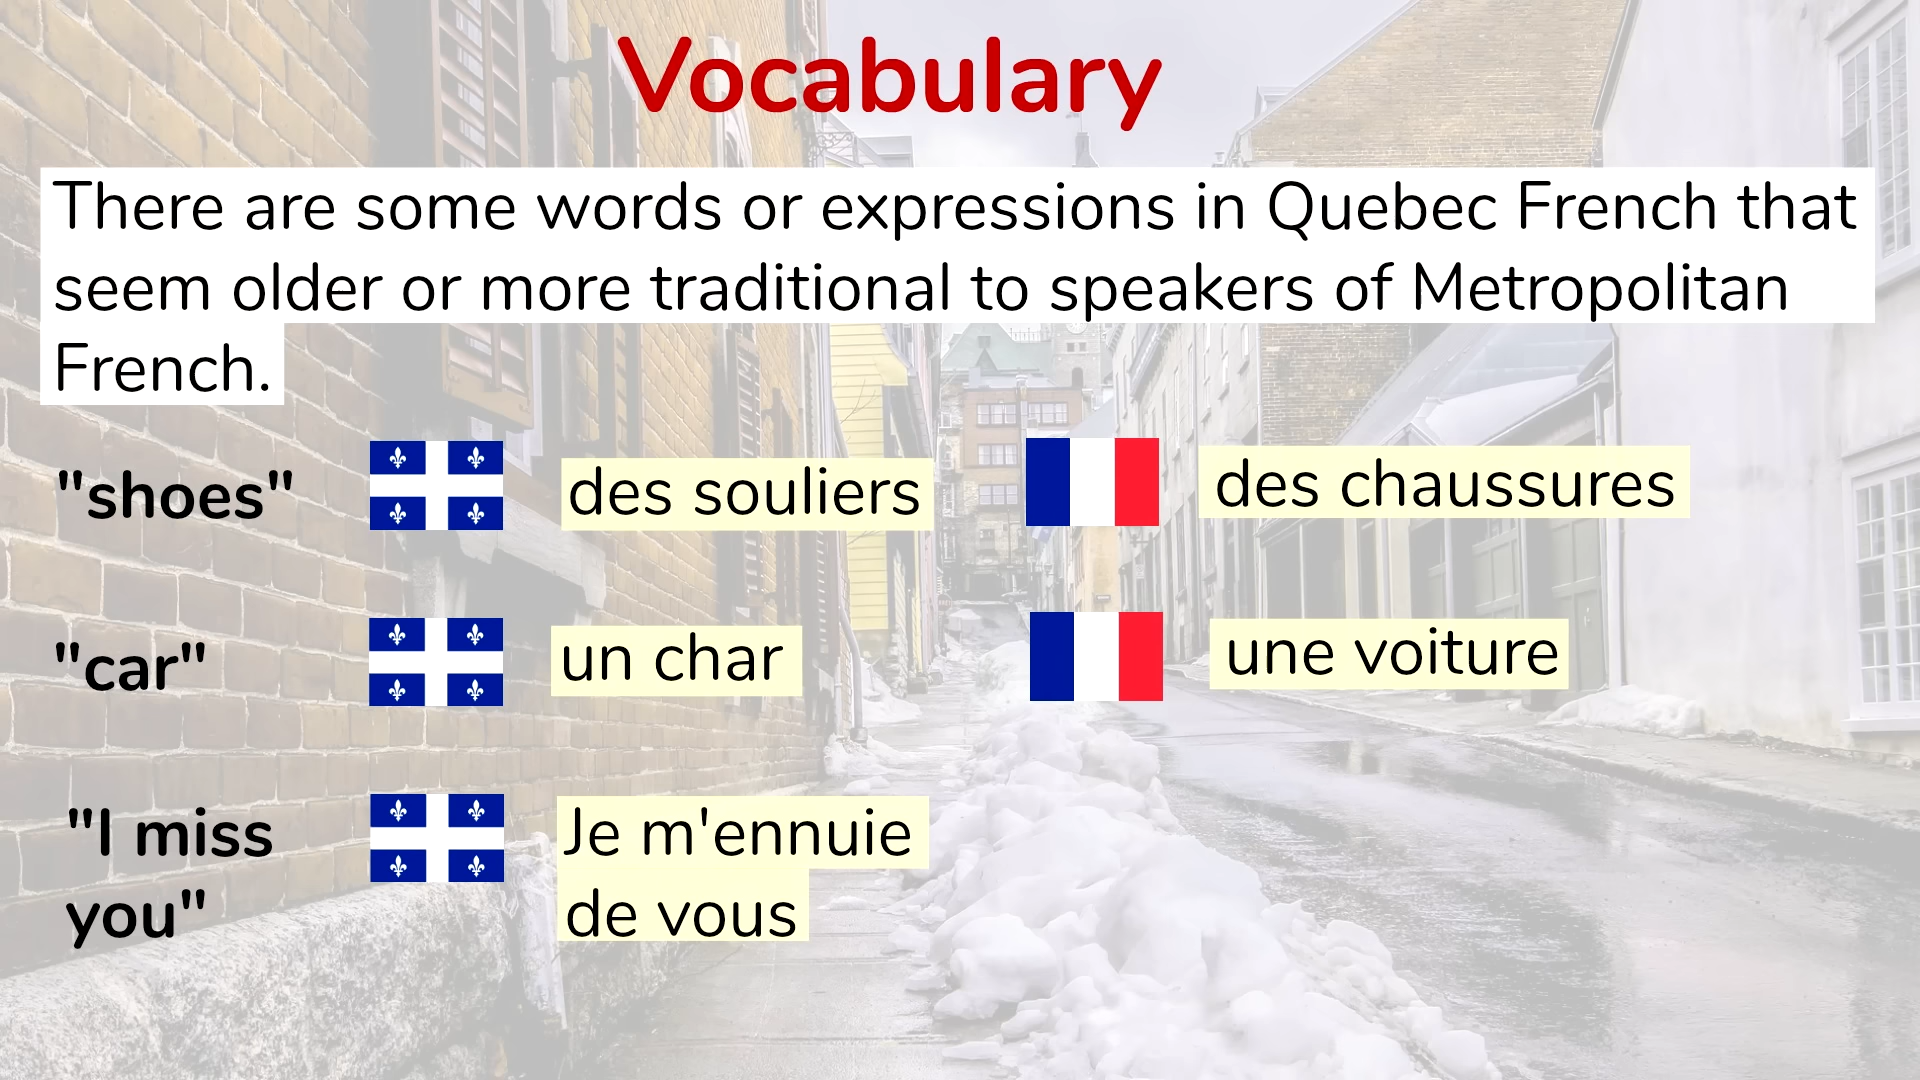 Vocabulary
There are some words or expressions in Quebec French that
seem older or more traditional to speakers of Metropolitan
French.
"shoes" des souliers des chaussures
"car" un char une voiture
"I miss Je m'ennuie
you" de vous